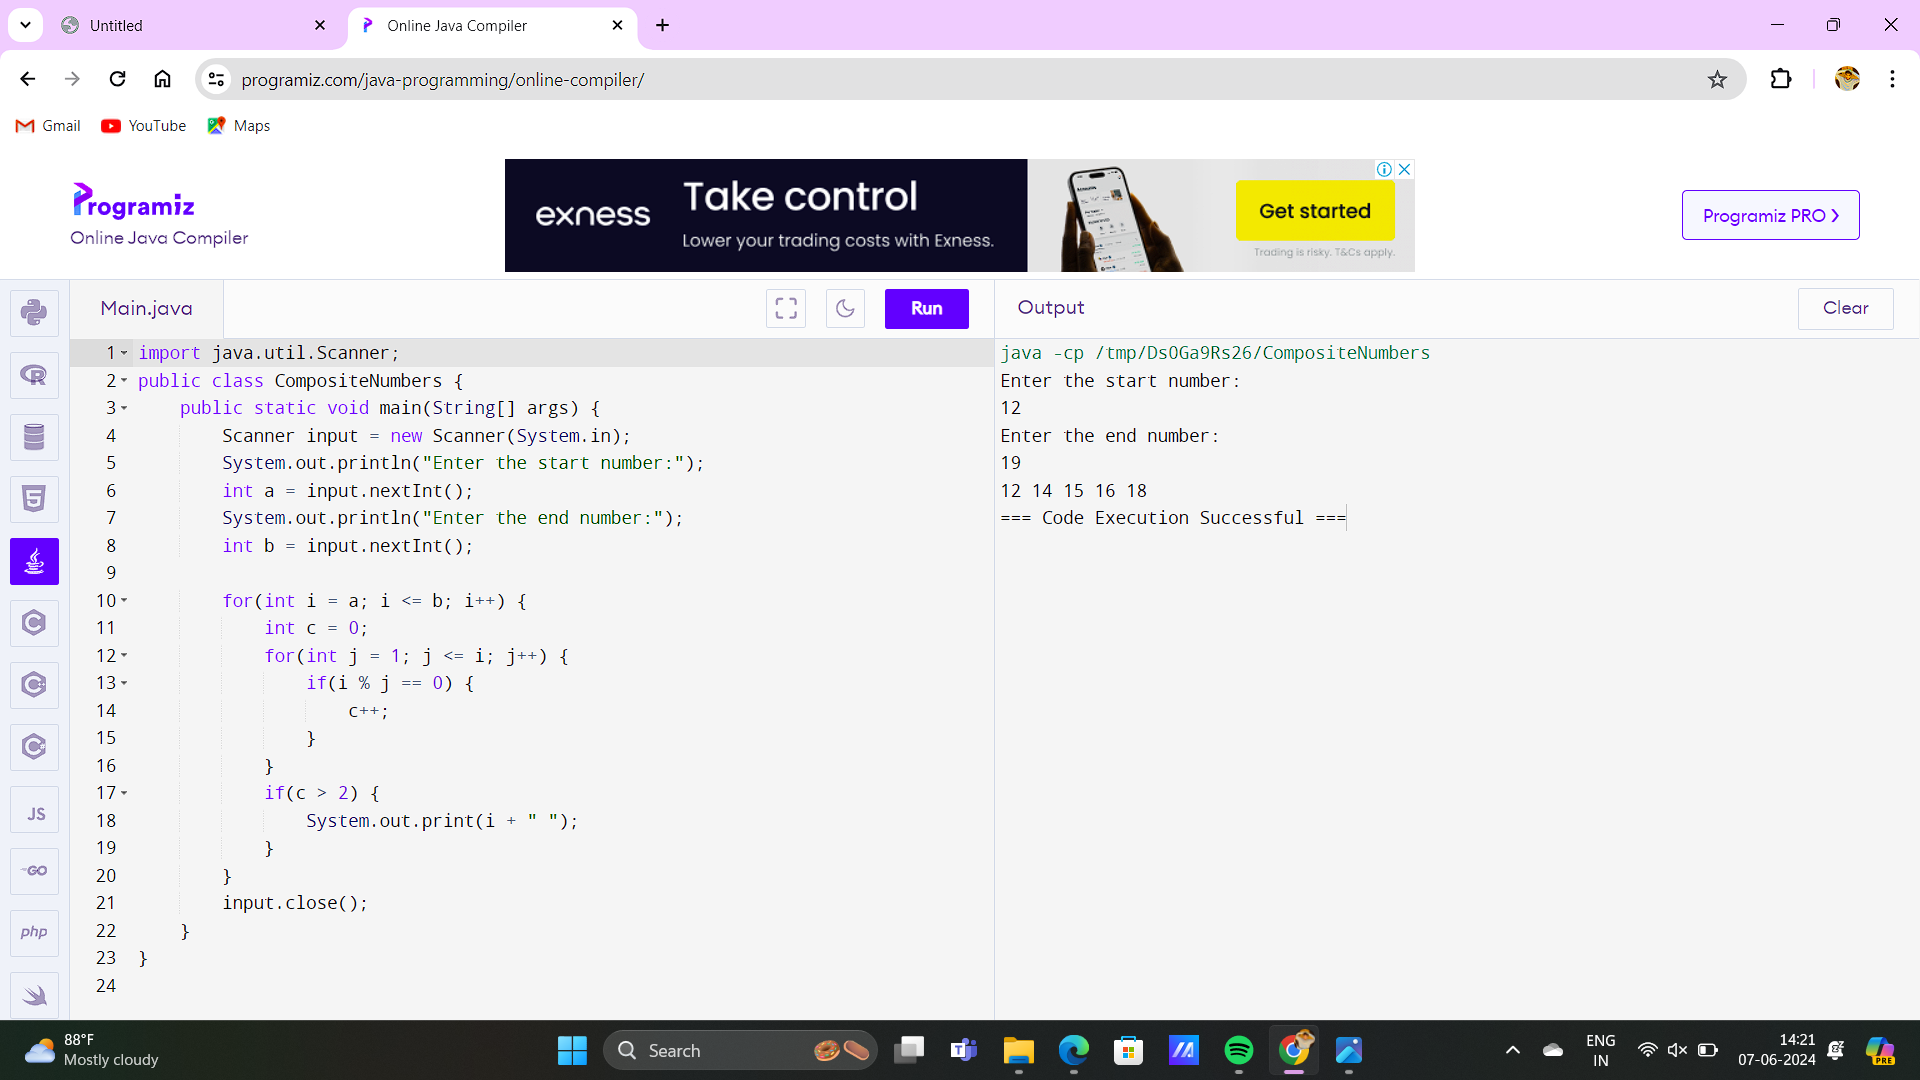 Untitled
Online Java Compiler
programiz.com/java-programming/online-compiler/
Gmail YouTube Maps
Programiz
Online Java Compiler
exness
Take control
Lower your trading costs with Exness.
Get started
Trading is risky. T&Cs apply.
Programiz PRO
Main.java
Run
Output
Clear
1 import java.util.Scanner;
2 public class CompositeNumbers {
3 public static void main(String[] args) {
4 Scanner input = new Scanner(System.in);
5 System.out.println("Enter the start number:");
6 int a = input.nextInt();
7 System.out.println("Enter the end number:");
8 int b = input.nextInt();
9
10 for(int i = a; i <= b; i++) {
11 int c = 0;
12 for(int j = 1; j <= i; j++) {
13 if(i % j == 0) {
14 c++;
15 }
16 }
17 if(c > 2) {
18 System.out.print(i + " ");
19 }
20 }
21 input.close();
22 }
23 }
24
java -cp /tmp/DsOGa9Rs26/CompositeNumbers
Enter the start number:
12
Enter the end number:
19
12 14 15 16 18
=== Code Execution Successful ===
JS
GO
php
88°F
Mostly cloudy
Search
ENG
IN
14:21
07-06-2024
PRE